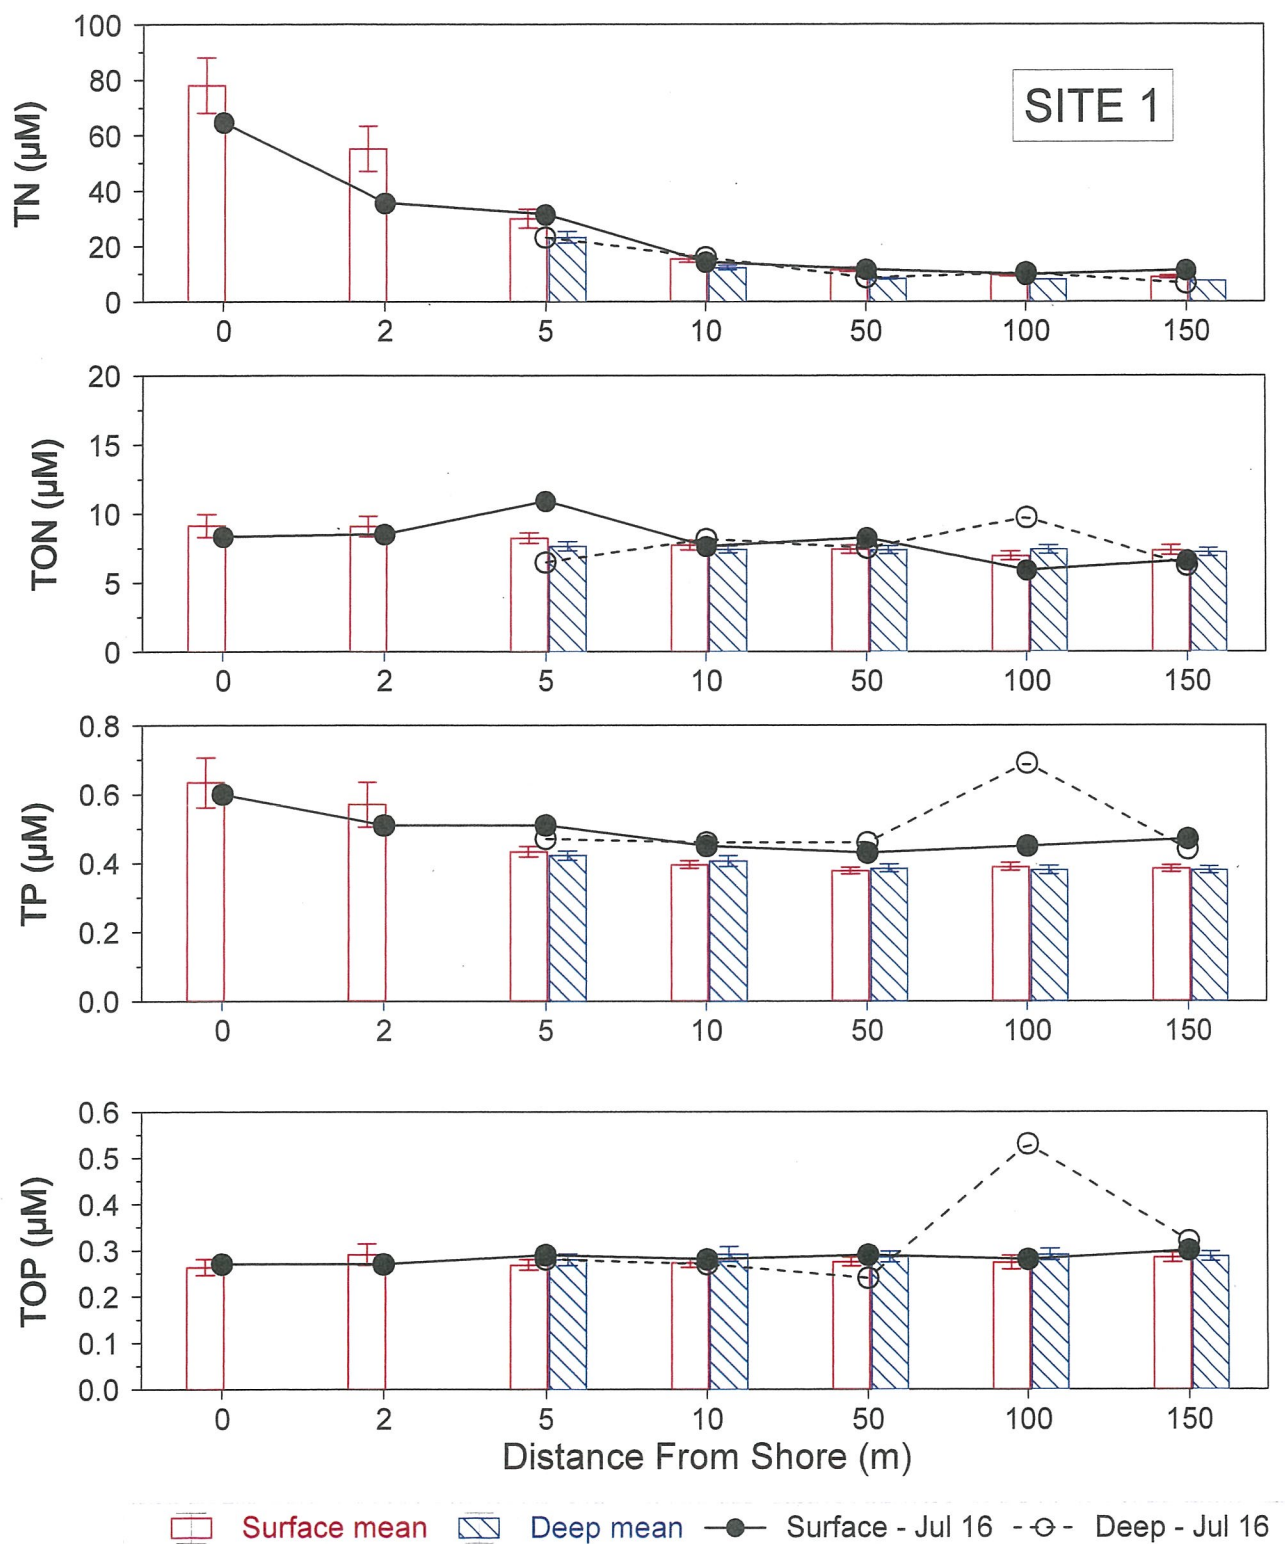 100
80
60
40
20
0
TN (µM)
SITE 1
0 2 5 10 50 100 150
20
15
10
5
0
TON (µM)
0 2 5 10 50 100 150
0.8
0.6
0.4
0.2
0.0
TP (µM)
0 2 5 10 50 100 150
0.6
0.5
0.4
0.3
0.2
0.1
0.0
TOP (µM)
0 2 5 10 50 100 150
Distance From Shore (m)
Surface mean Deep mean Surface - Jul 16 Deep - Jul 16